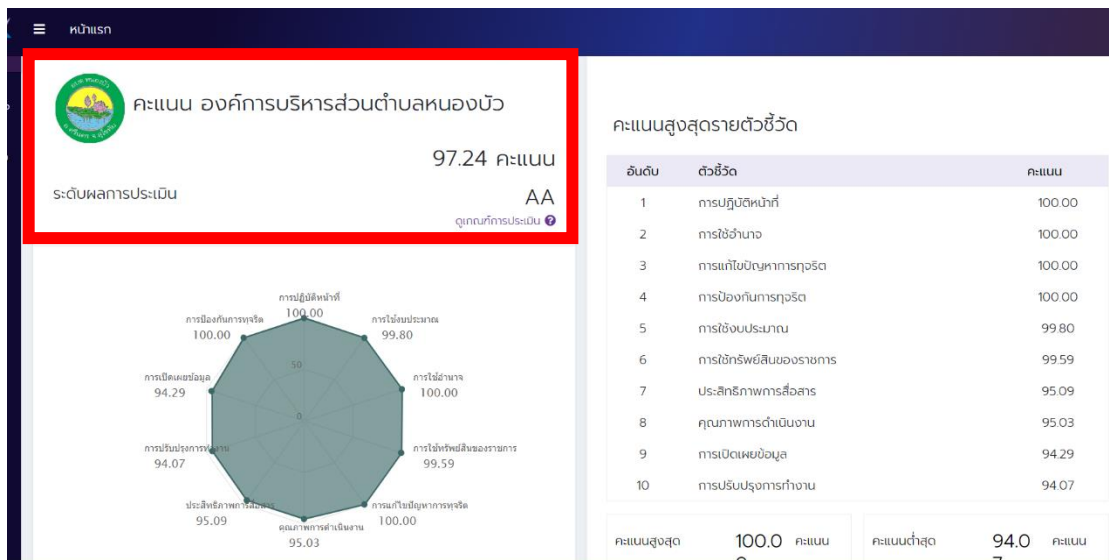 หน้าแรก
คะแนน องค์การบริหารส่วนตำบลหนองบัว
97.24 คะแนน
ระดับผลการประเมิน
AA
ดูเกณฑ์การประเมิน
การปฏิบัติหน้าที่
100.00
การใช้งบประมาณ
99.80
การใช้อำนาจ
100.00
การใช้ทรัพย์สินของราชการ
99.59
การแก้ไขปัญหาการทุจริต
100.00
คุณภาพการดำเนินงาน
95.03
ประสิทธิภาพการสื่อสาร
95.09
การปรับปรุงการทำงาน
94.07
การเปิดเผยข้อมูล
94.29
การป้องกันการทุจริต
100.00
50
0
คะแนนสูงสุดรายตัวชี้วัด
อันดับ ตัวชี้วัด คะแนน
1 การปฏิบัติหน้าที่ 100.00
2 การใช้อำนาจ 100.00
3 การแก้ไขปัญหาการทุจริต 100.00
4 การป้องกันการทุจริต 100.00
5 การใช้งบประมาณ 99.80
6 การใช้ทรัพย์สินของราชการ 99.59
7 ประสิทธิภาพการสื่อสาร 95.09
8 คุณภาพการดำเนินงาน 95.03
9 การเปิดเผยข้อมูล 94.29
10 การปรับปรุงการทำงาน 94.07
คะแนนสูงสุด 100.0 คะแนน
คะแนนต่ำสุด 94.0 คะแนน